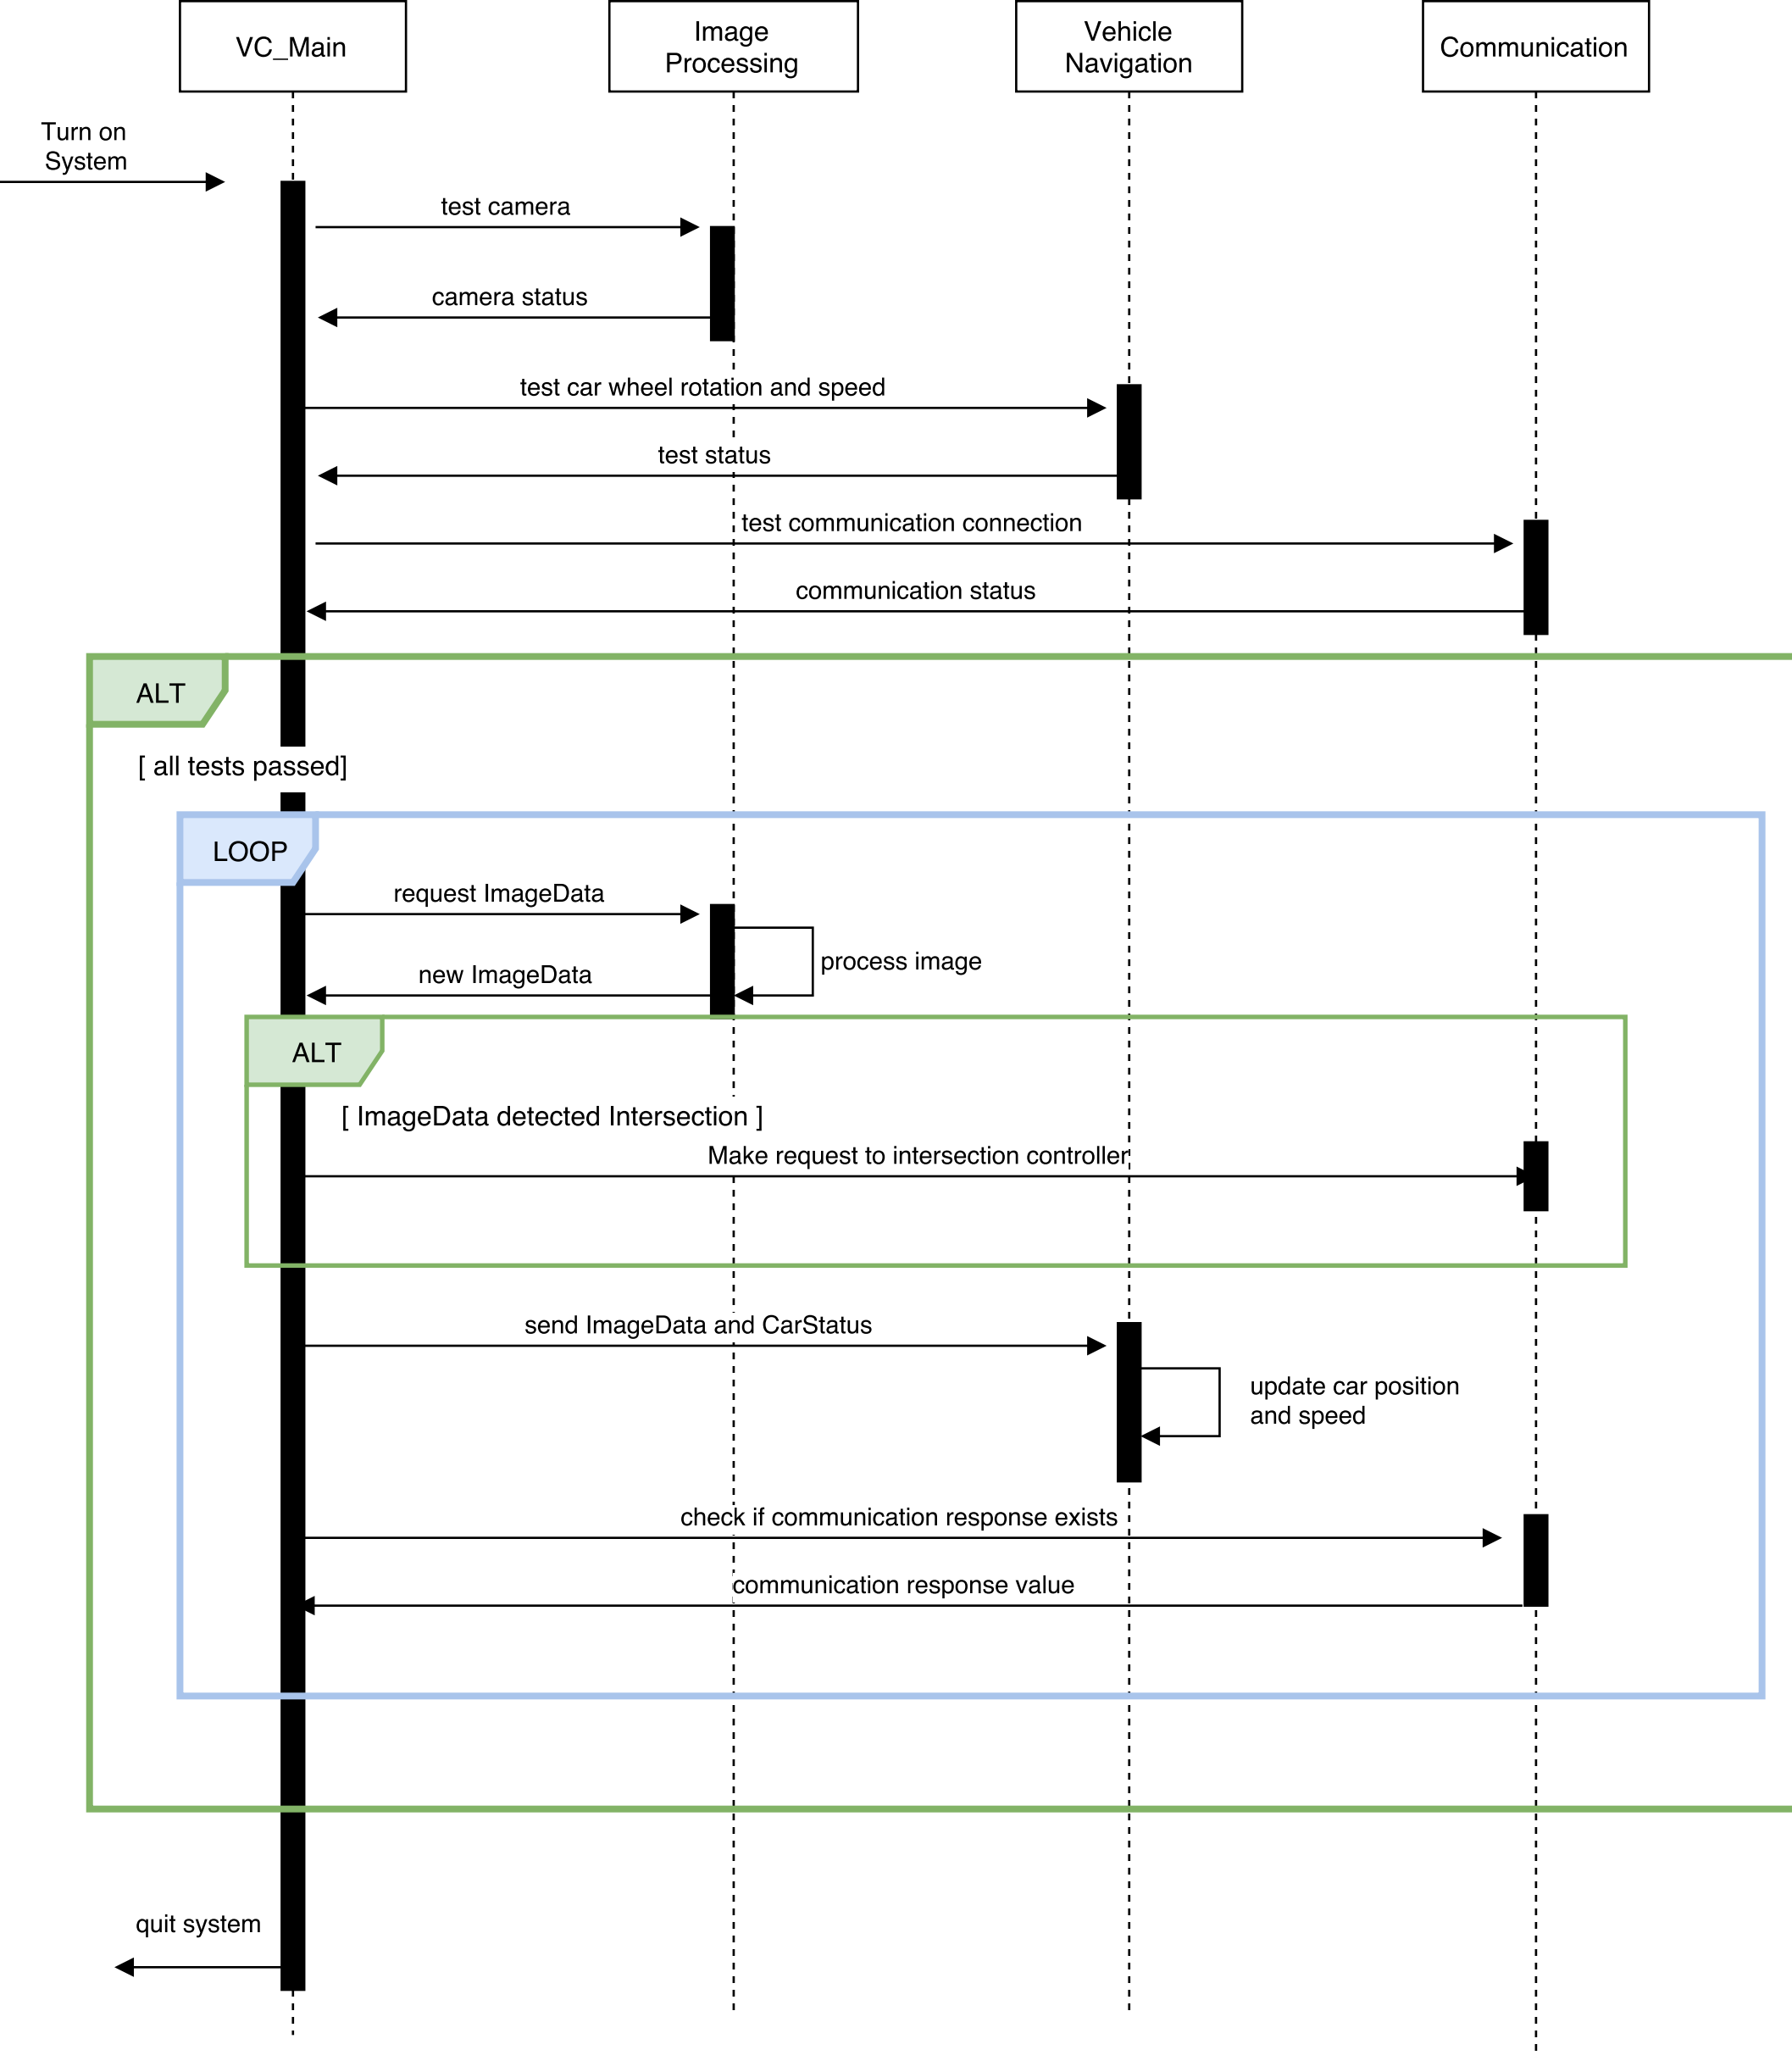 VC_Main
Image
Processing
Vehicle
Navigation
Communication
Turn on
System
test camera
camera status
test car wheel rotation and speed
test status
test communication connection
communication status
ALT
[ all tests passed]
LOOP
request ImageData
process image
new ImageData
ALT
[ ImageData detected Intersection ]
Make request to intersection controller
send ImageData and CarStatus
update car position
and speed
check if communication response exists
communication response value
quit system